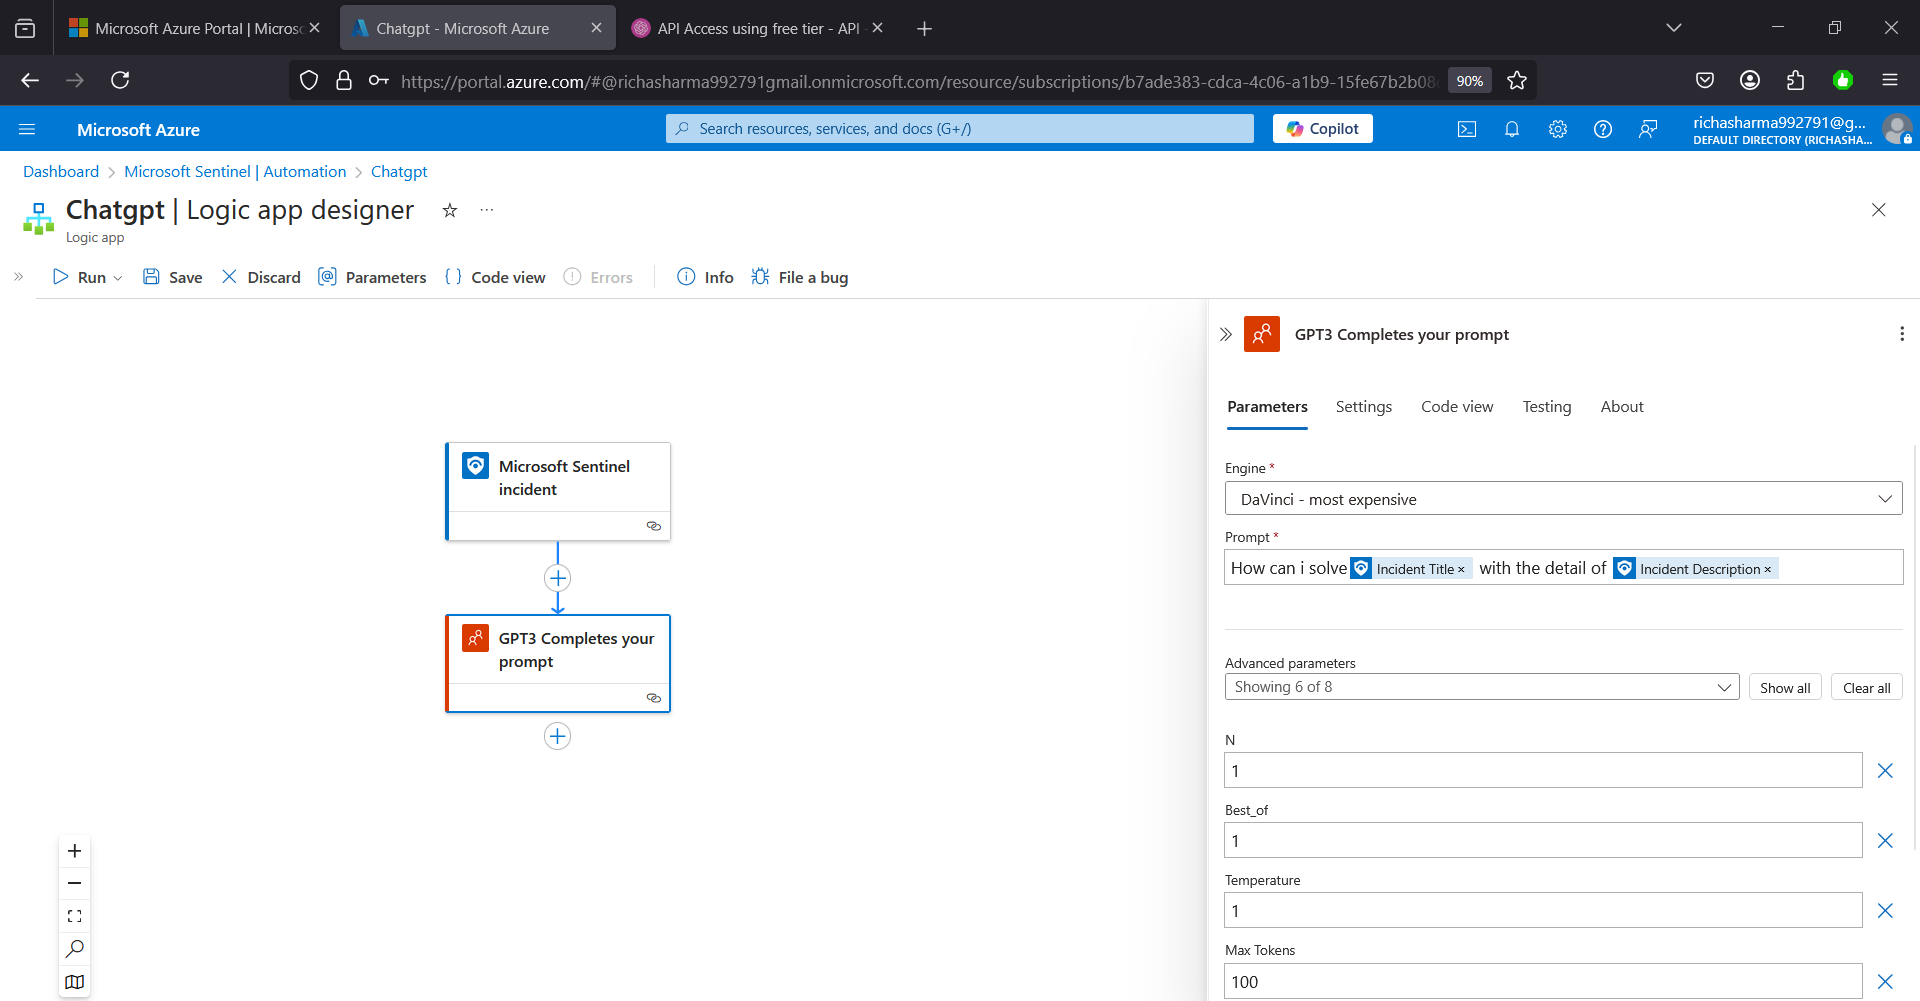 Microsoft Azure Portal | Microso
Chatgpt - Microsoft Azure
API Access using free tier - API -
https://portal.azure.com/#@richasharma992791gmail.onmicrosoft.com/resource/subscriptions/b7ade383-cdca-4c06-a1b9-15fe67b2b08
90%
Microsoft Azure
Search resources, services, and docs (G+/)
Copilot
richasharma992791@g...
DEFAULT DIRECTORY (RICHASHA...
Dashboard > Microsoft Sentinel | Automation > Chatgpt
Chatgpt | Logic app designer
Logic app
Run
Save
Discard
Parameters
Code view
Errors
Info
File a bug
Microsoft Sentinel
incident
GPT3 Completes your
prompt
GPT3 Completes your prompt
Parameters
Settings
Code view
Testing
About
Engine *
DaVinci - most expensive
Prompt *
How can i solve Incident Title × with the detail of Incident Description ×
Advanced parameters
Showing 6 of 8
Show all
Clear all
N
1
Best_of
1
Temperature
1
Max Tokens
100